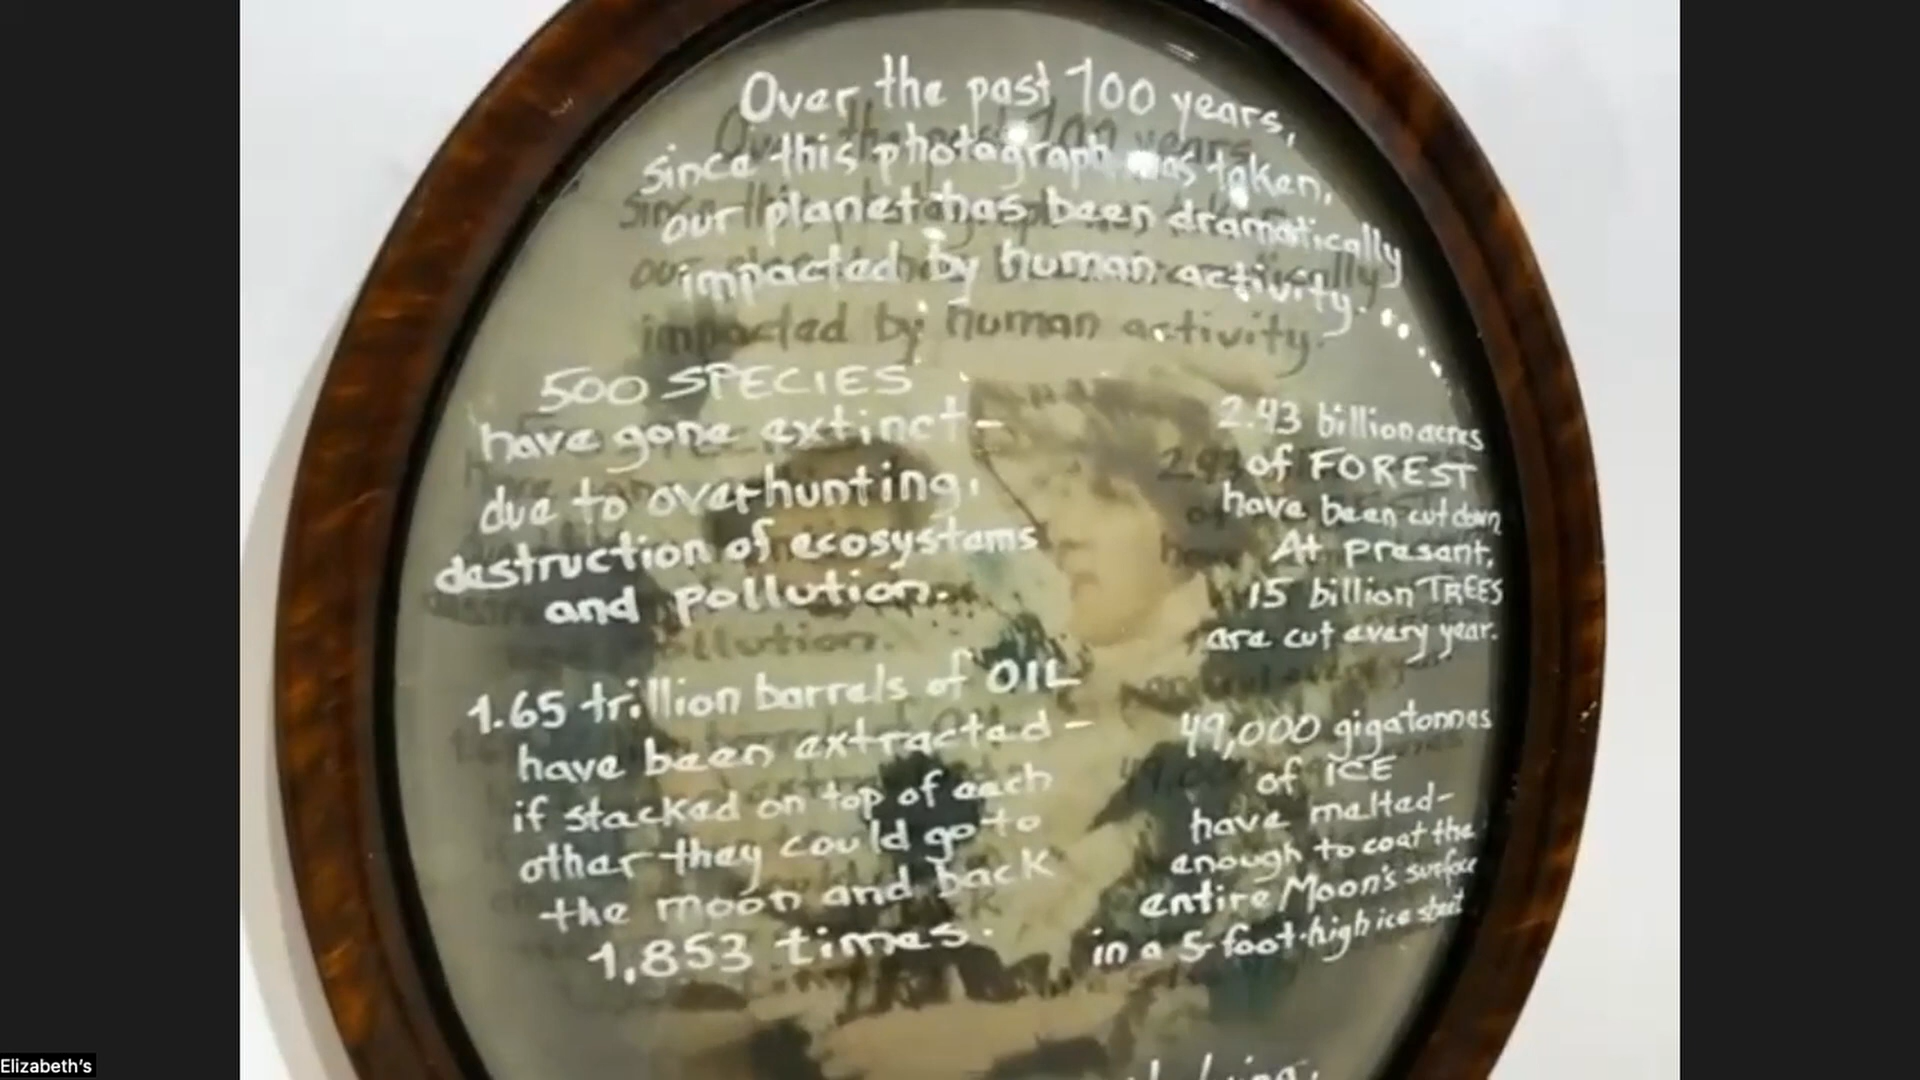 Over the past 100 years,
since this photograph was taken,
our planet has been dramatically
impacted by human activity.
500 SPECIES
have gone extinct -
due to overhunting,
destruction of ecosystems
and pollution.
1.65 trillion barrels of OIL
have been extracted -
if stacked on top of each
other they could go to
the moon and back
1,853 times.
2.43 billion acres
of FOREST
have been cut down
At present,
15 billion TREES
are cut every year.
49,000 gigatonnes
of ICE
have melted-
enough to coat the
entire Moon's surface
in a 5-foot-high ice sheet
Elizabeth's